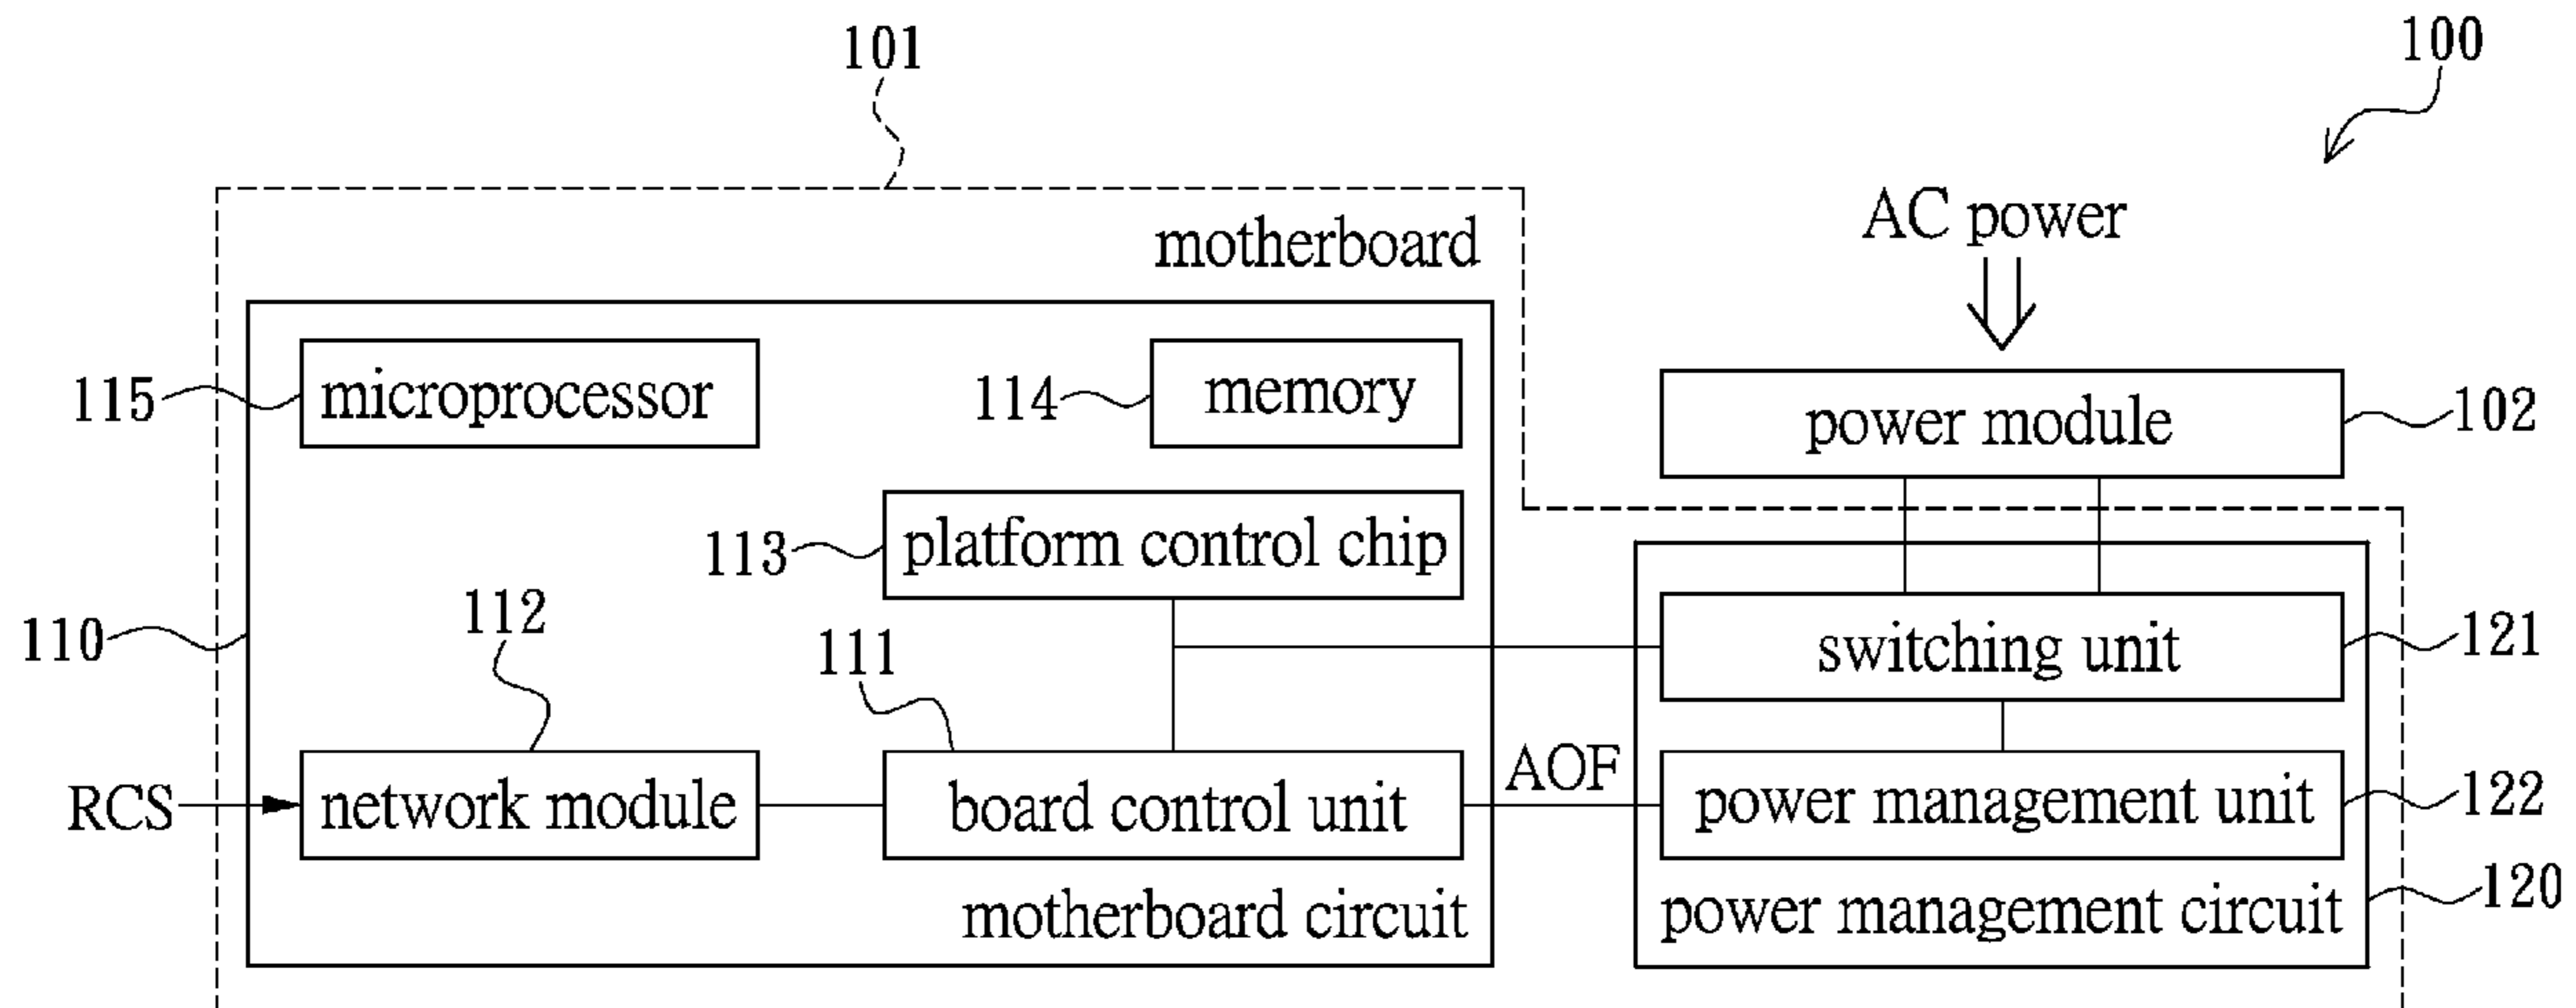 101
100
AC power
motherboard
115
microprocessor
114
memory
power module
102
113
platform control chip
112
110
111
switching unit
121
RCS
network module
board control unit
AOF
power management unit
122
motherboard circuit
power management circuit
120